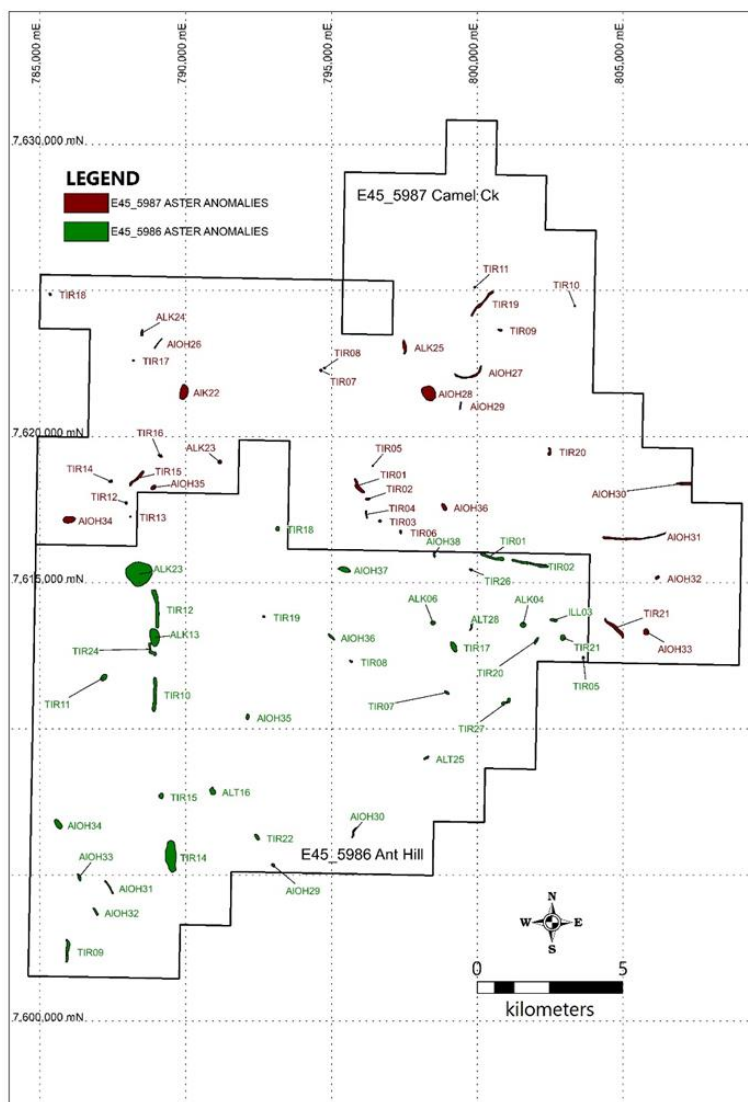 785,000 mE
790,000 mE
795,000 mE
800,000 mE
805,000 mE
7,630,000 mN
LEGEND
E45_5987 ASTER ANOMALIES
E45_5986 ASTER ANOMALIES
E45_5987 Camel Ck
TIR11
TIR10
TIR18
TIR19
ALK24
TIR09
AIOH26
ALK25
TIR17
TIR08
AIOH27
TIR07
AIK22
AIOH28
AIOH29
7,620,000 mN
TIR16
TIR05
ALK23
TIR20
TIR14
TIR15
TIR01
AIOH35
TIR02
AIOH30
TIR12
TIR04
AIOH36
TIR13
TIR03
AIOH34
TIR18
TIR06
AIOH31
AIOH38
TIR01
7,615,000 mN
ALK23
AIOH37
TIR02
TIR26
AIOH32
TIR12
ALK06
ALK04
ILL03
TIR19
ALT28
TIR21
ALK13
AIOH36
AIOH33
TIR24
TIR17
TIR21
TIR08
TIR20
TIR05
TIR11
TIR10
TIR07
AIOH35
TIR27
ALT25
TIR15
ALT16
AIOH34
AIOH30
TIR22
TIR14
E45_5986 Ant Hill
AIOH33
AIOH31
AIOH29
AIOH32
N
W
E
S
TIR09
0
5
kilometers
7,600,000 mN